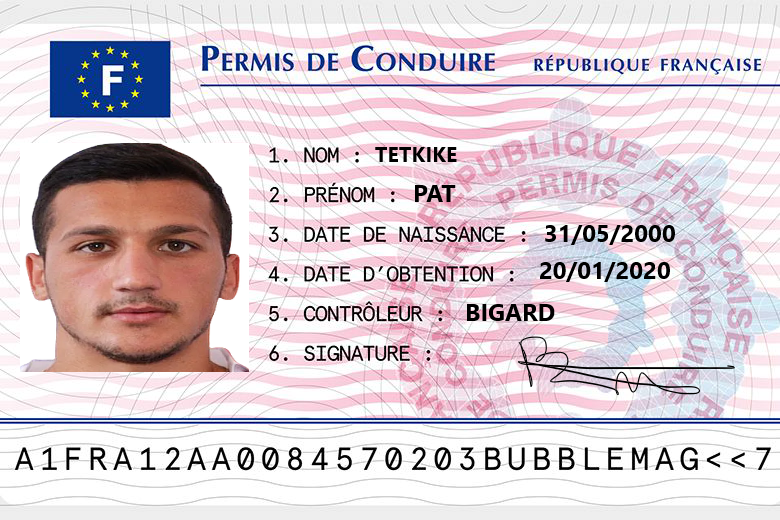 F
PERMIS DE CONDUIRE RÉPUBLIQUE FRANÇAISE
1. NOM : TETKIKE
2. PRÉNOM : PAT
3. DATE DE NAISSANCE : 31/05/2000
4. DATE D’OBTENTION : 20/01/2020
5. CONTRÔLEUR : BIGARD
6. SIGNATURE :
RÉPUBLIQUE FRANÇAISE
PERMIS DE CONDUIRE
A1FRA12AA0084570203BUBBLEMAG<<7